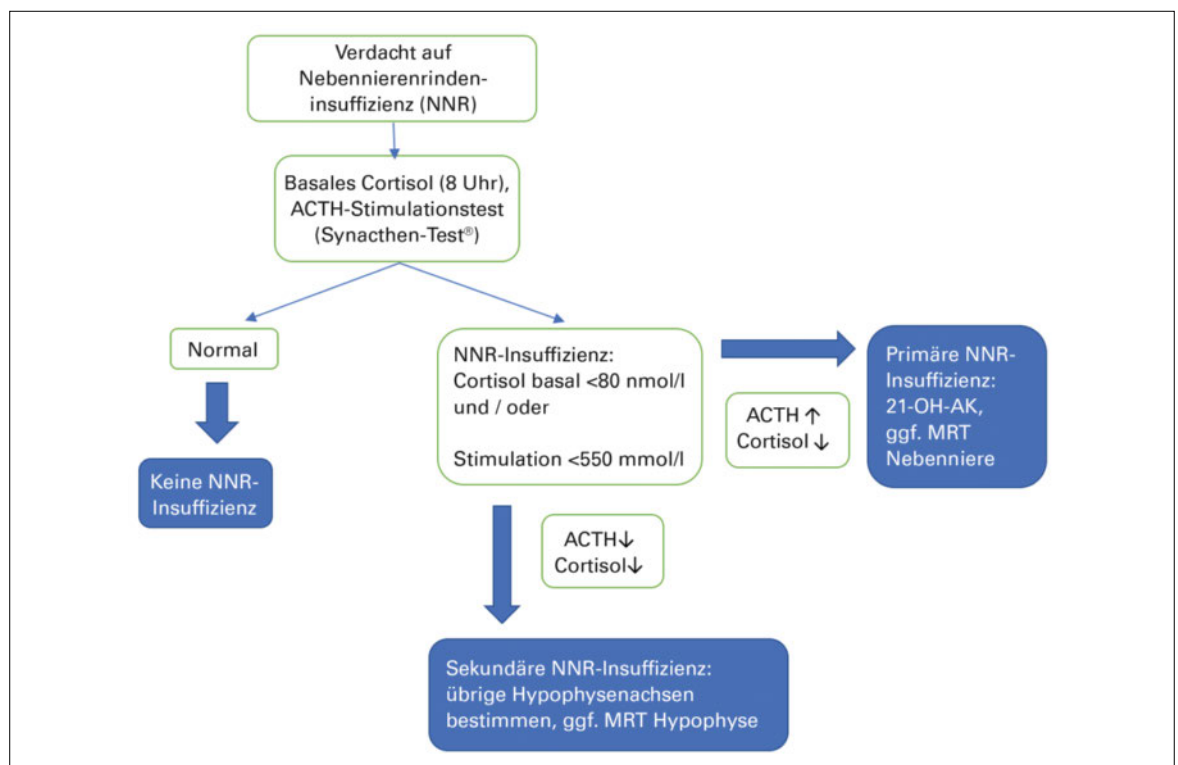 Verdacht auf
Nebennierenrinden-
insuffizienz (NNR)
Basales Cortisol (8 Uhr),
ACTH-Stimulationstest
(Synacthen-Test®)
Normal
Keine NNR-
Insuffizienz
NNR-Insuffizienz:
Cortisol basal <80 nmol/l
und / oder
Stimulation <550 mmol/l
ACTH ↑
Cortisol ↓
Primäre NNR-
Insuffizienz:
21-OH-AK,
ggf. MRT
Nebenniere
ACTH↓
Cortisol↓
Sekundäre NNR-Insuffizienz:
übrige Hypophysenachsen
bestimmen, ggf. MRT Hypophyse